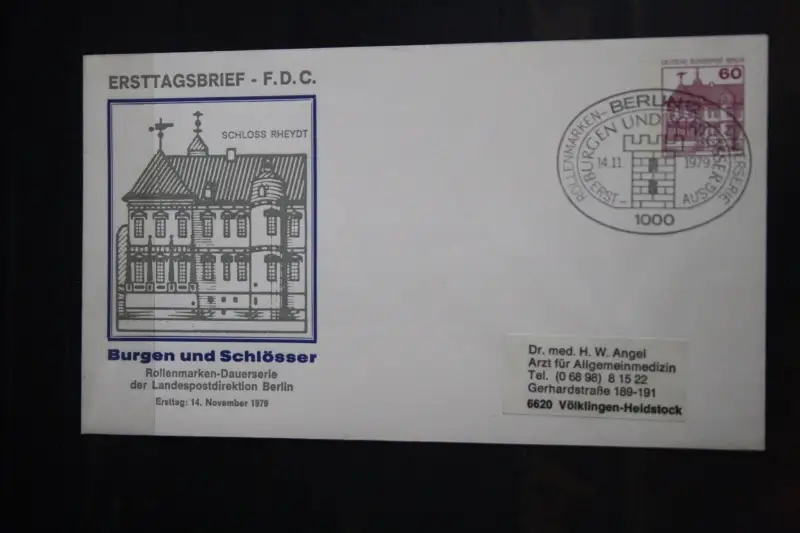 ERSTTAGSBRIEF - F.D.C.
SCHLOSS RHEYDT
Burgen und Schlösser
Rollenmarken-Dauerserie
der Landespostdirektion Berlin
Ersttag: 14. November 1979
DEUTSCHE BUNDESPOST BERLIN
60
ROLLENMARKEN-
BERLIN
BURGEN UND
14.11.
1979
ERST-
AUSG
1000
Dr. med. H. W. Angel
Arzt für Allgemeinmedizin
Tel. (0 68 98) 8 15 22
Gerhardstraße 189-191
6620 Völklingen-Heidstock